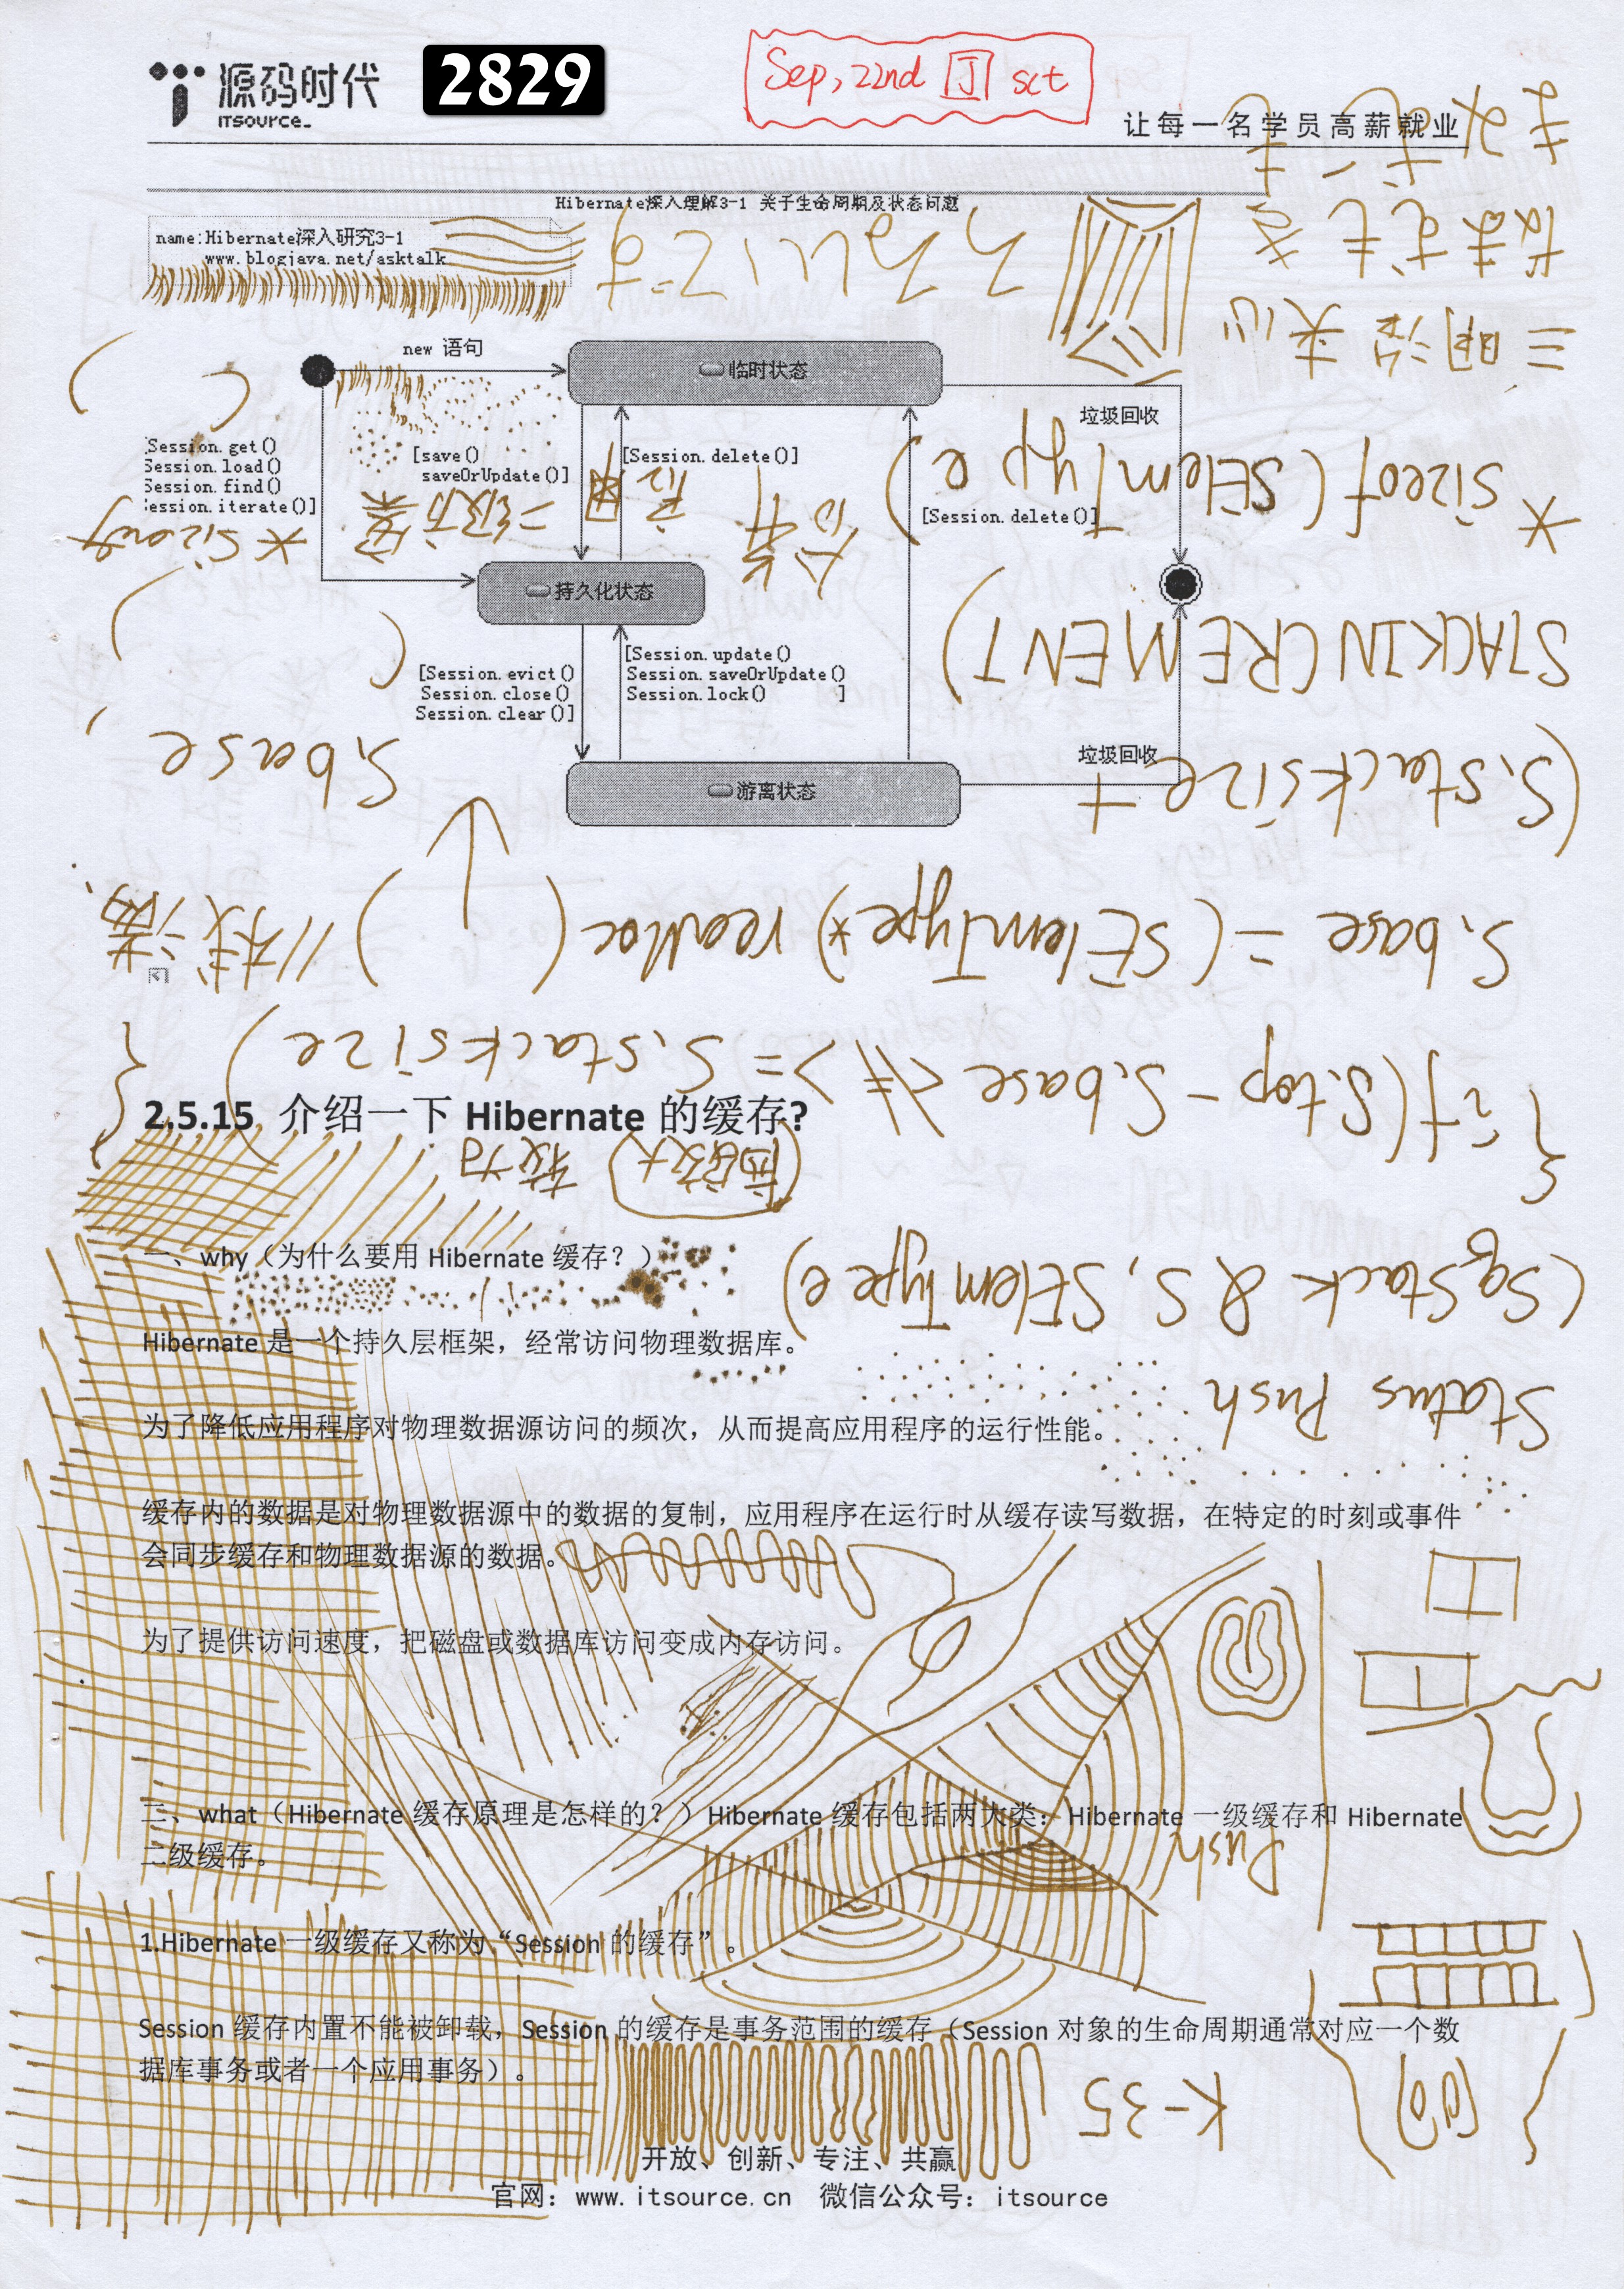 源码时代
ITSOURCE_
2829
Sep, 22nd 卫 sct
让每一名学员高薪就业
Hibernate深入理解3-1 关于生命周期及状态问题
name:Hibernate深入研究3-1
www.blogjava.net/asktalk
new 语句
临时状态
垃圾回收
Session.get()
Session.load()
Session.find()
ession.iterate()]
[save()
saveOrUpdate()]
[Session.delete()]
[Session.delete()]
持久化状态
[Session.evict()
Session.close()
Session.clear()]
[Session.update()
Session.saveOrUpdate()
Session.lock() ]
垃圾回收
游离状态
2.5.15 介绍一下 Hibernate 的缓存?
一、why（为什么要用 Hibernate 缓存？）
Hibernate 是一个持久层框架，经常访问物理数据库。
为了降低应用程序对物理数据源访问的频次，从而提高应用程序的运行性能。
缓存内的数据是对物理数据源中的数据的复制，应用程序在运行时从缓存读写数据，在特定的时刻或事件
会同步缓存和物理数据源的数据。
为了提供访问速度，把磁盘或数据库访问变成内存访问。
二、what（Hibernate 缓存原理是怎样的？）Hibernate 缓存包括两大类：Hibernate 一级缓存和 Hibernate
二级缓存。
1.Hibernate 一级缓存又称为“Session 的缓存”。
Session 缓存内置不能被卸载，Session 的缓存是事务范围的缓存（Session 对象的生命周期通常对应一个数
据库事务或者一个应用事务）。
开放、创新、专注、共赢
官网：www.itsource.cn 微信公众号：itsource
K-35
Push
Status Push
(SqStack & S, SElemType e)
{
if(S.top - S.base >= S.stacksize)
{
S.base = (SElemType*) realloc ( ) //栈满
(S.stacksize +
S.base
STACKINCREMENT)
* sizeof(SElemType)
* sizeof
二级方案
三明治夹心